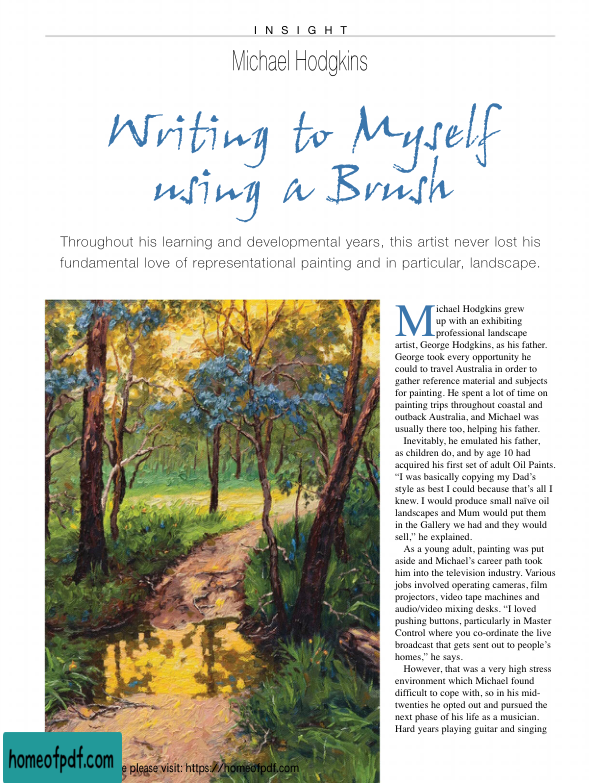 INSIGHT
Michael Hodgkins
Writing to Myself
using a Brush
Throughout his learning and developmental years, this artist never lost his
fundamental love of representational painting and in particular, landscape.
Michael Hodgkins grew
up with an exhibiting
professional landscape
artist, George Hodgkins, as his father.
George took every opportunity he
could to travel Australia in order to
gather reference material and subjects
for painting. He spent a lot of time on
painting trips throughout coastal and
outback Australia, and Michael was
usually there too, helping his father.
Inevitably, he emulated his father,
as children do, and by age 10 had
acquired his first set of adult Oil Paints.
“I was basically copying my Dad’s
style as best I could because that’s all I
knew. I would produce small naïve oil
landscapes and Mum would put them
in the Gallery we had and they would
sell,” he explained.
As a young adult, painting was put
aside and Michael’s career path took
him into the television industry. Various
jobs involved operating cameras, film
projectors, video tape machines and
audio/video mixing desks. “I loved
pushing buttons, particularly in Master
Control where you co-ordinate the live
broadcast that gets sent out to people’s
homes,” he says.
However, that was a very high stress
environment which Michael found
difficult to cope with, so in his mid-
twenties he opted out and pursued the
next phase of his life as a musician.
Hard years playing guitar and singing
homeofpdf.com
please visit: https://homeofpdf.com